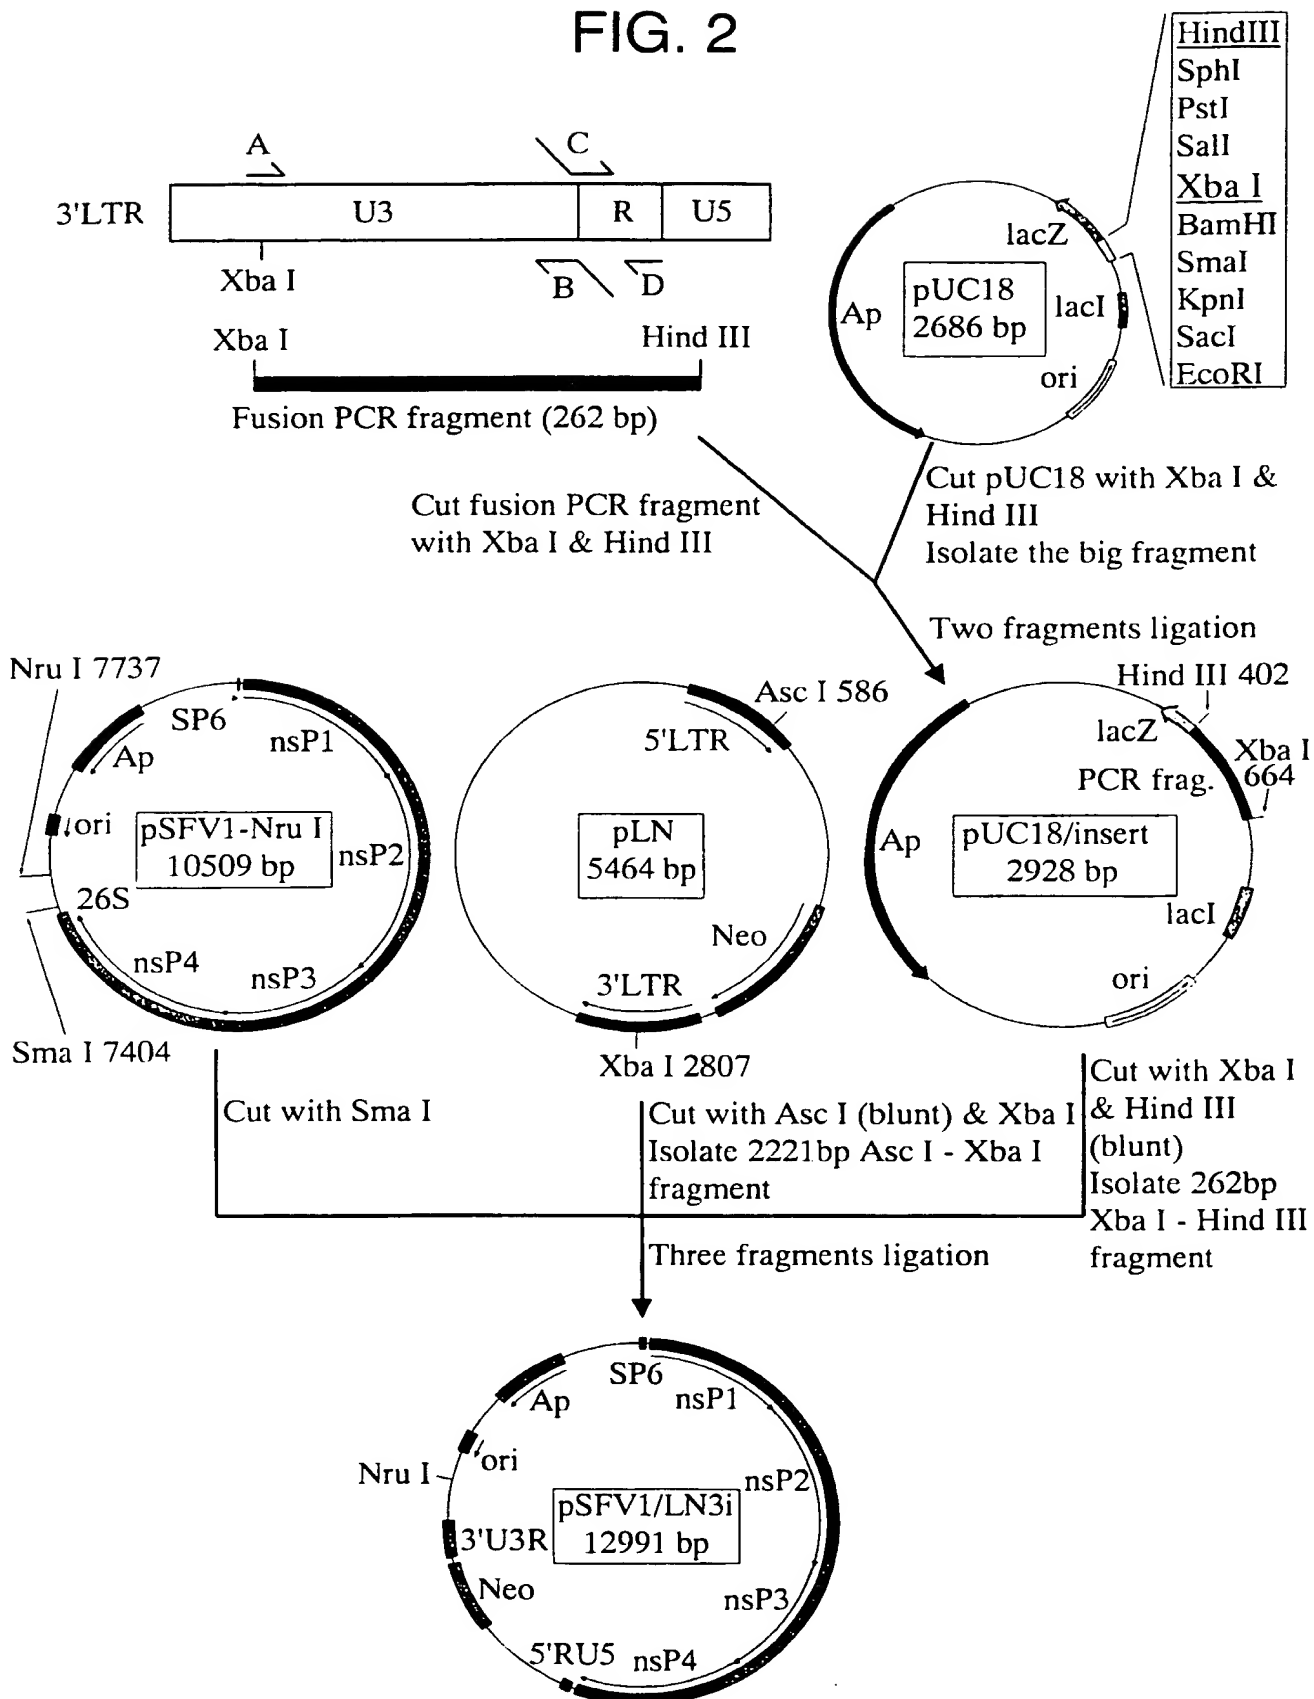 FIG. 2
HindIII
SphI
PstI
SalI
Xba I
BamHI
SmaI
KpnI
SacI
EcoRI
A
C
3'LTR
U3
R
U5
Xba I
B
D
Xba I
Hind III
Fusion PCR fragment (262 bp)
lacZ
pUC18
2686 bp
Ap
lacI
ori
Cut fusion PCR fragment
with Xba I & Hind III
Cut pUC18 with Xba I &
Hind III
Isolate the big fragment
Two fragments ligation
Nru I 7737
SP6
nsP1
Ap
ori
pSFV1-Nru I
10509 bp
nsP2
26S
nsP4
nsP3
Sma I 7404
Asc I 586
5'LTR
pLN
5464 bp
Neo
3'LTR
Xba I 2807
Hind III 402
lacZ
Xba I
664
PCR frag.
Ap
pUC18/insert
2928 bp
lacI
ori
Cut with Sma I
Cut with Asc I (blunt) & Xba I
Isolate 2221bp Asc I - Xba I
fragment
Cut with Xba I
& Hind III
(blunt)
Isolate 262bp
Xba I - Hind III
fragment
Three fragments ligation
SP6
nsP1
Ap
ori
Nru I
nsP2
pSFV1/LN3i
12991 bp
3'U3R
Neo
nsP3
5'RU5
nsP4